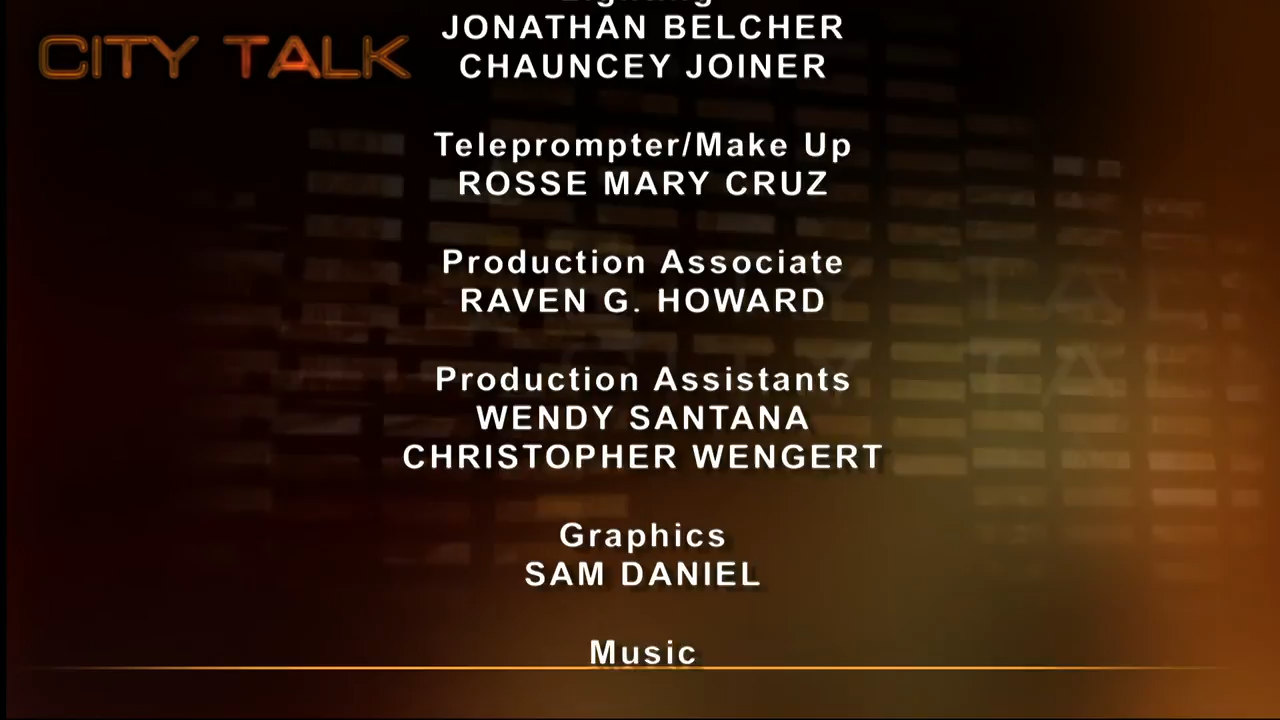 CITY TALK
Lighting
JONATHAN BELCHER
CHAUNCEY JOINER
Teleprompter/Make Up
ROSSE MARY CRUZ
Production Associate
RAVEN G. HOWARD
Production Assistants
WENDY SANTANA
CHRISTOPHER WENGERT
Graphics
SAM DANIEL
Music